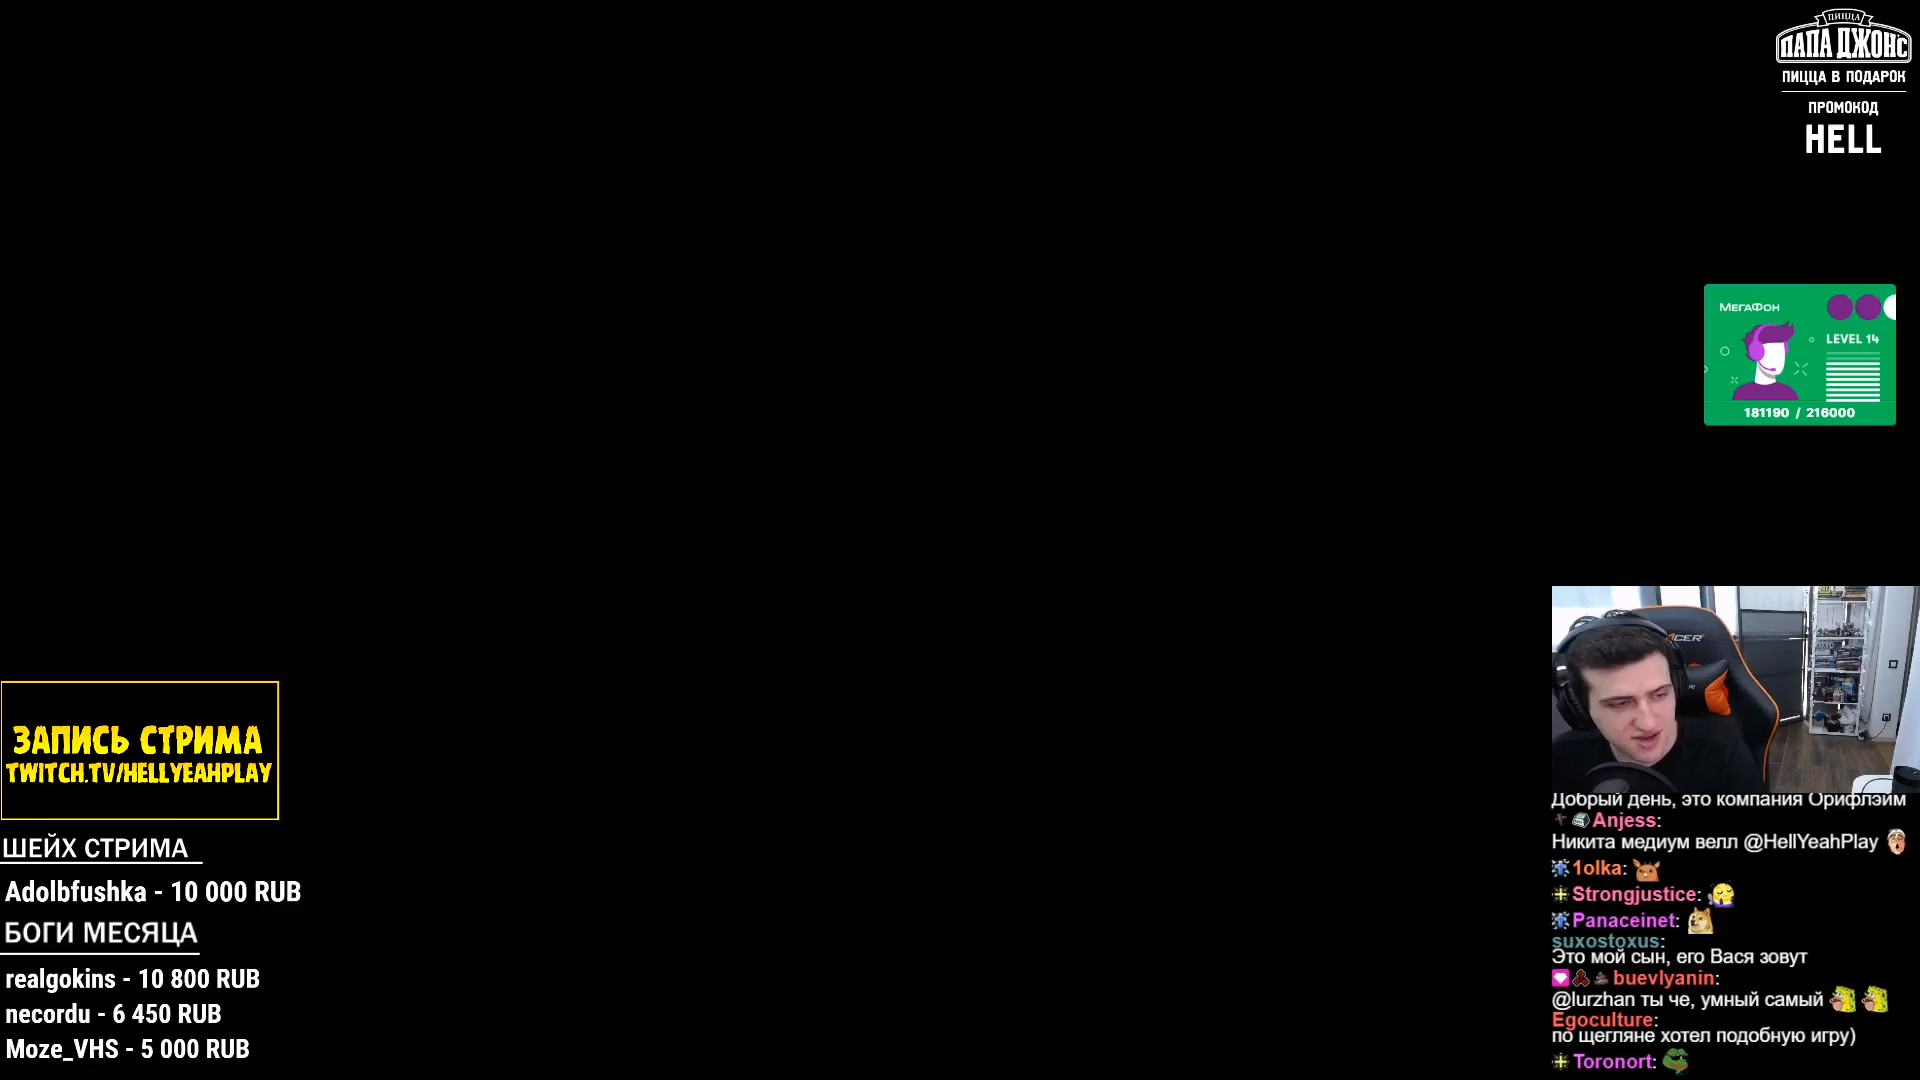 ПИЦЦА
ПАПА ДЖОНС
ПИЦЦА В ПОДАРОК
ПРОМОКОД
HELL
МЕГАФОН
LEVEL 14
181190 / 216000
ЗАПИСЬ СТРИМА
TWITCH.TV/HELLYEAHPLAY
ШЕЙХ СТРИМА
Adolbfushka - 10 000 RUB
БОГИ МЕСЯЦА
realgokins - 10 800 RUB
necordu - 6 450 RUB
Moze_VHS - 5 000 RUB
Добрый день, это компания Орифлэйм
Anjess:
Никита медиум велл @HellYeahPlay
1olka:
Strongjustice:
Panaceinet:
suxostoxus:
Это мой сын, его Вася зовут
buevlyanin:
@lurzhan ты че, умный самый
Egoculture:
по щегляне хотел подобную игру)
Toronort: